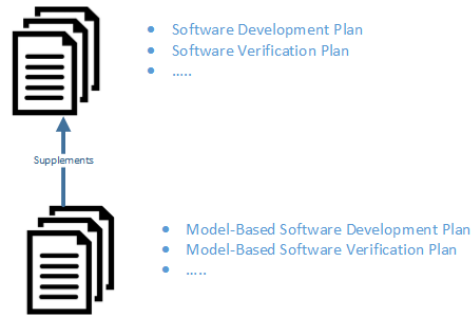 Software Development Plan
Software Verification Plan
.....
Supplements
Model-Based Software Development Plan
Model-Based Software Verification Plan
.....